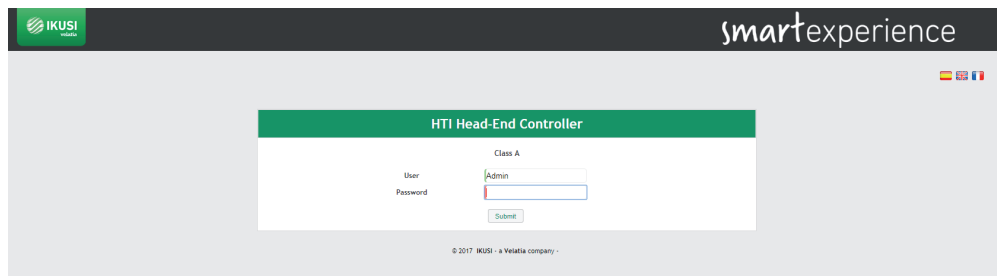 IKUSI
velatia
smartexperience
HTI Head-End Controller
Class A
User Admin
Password
Submit
© 2017 IKUSI - a Velatia company -